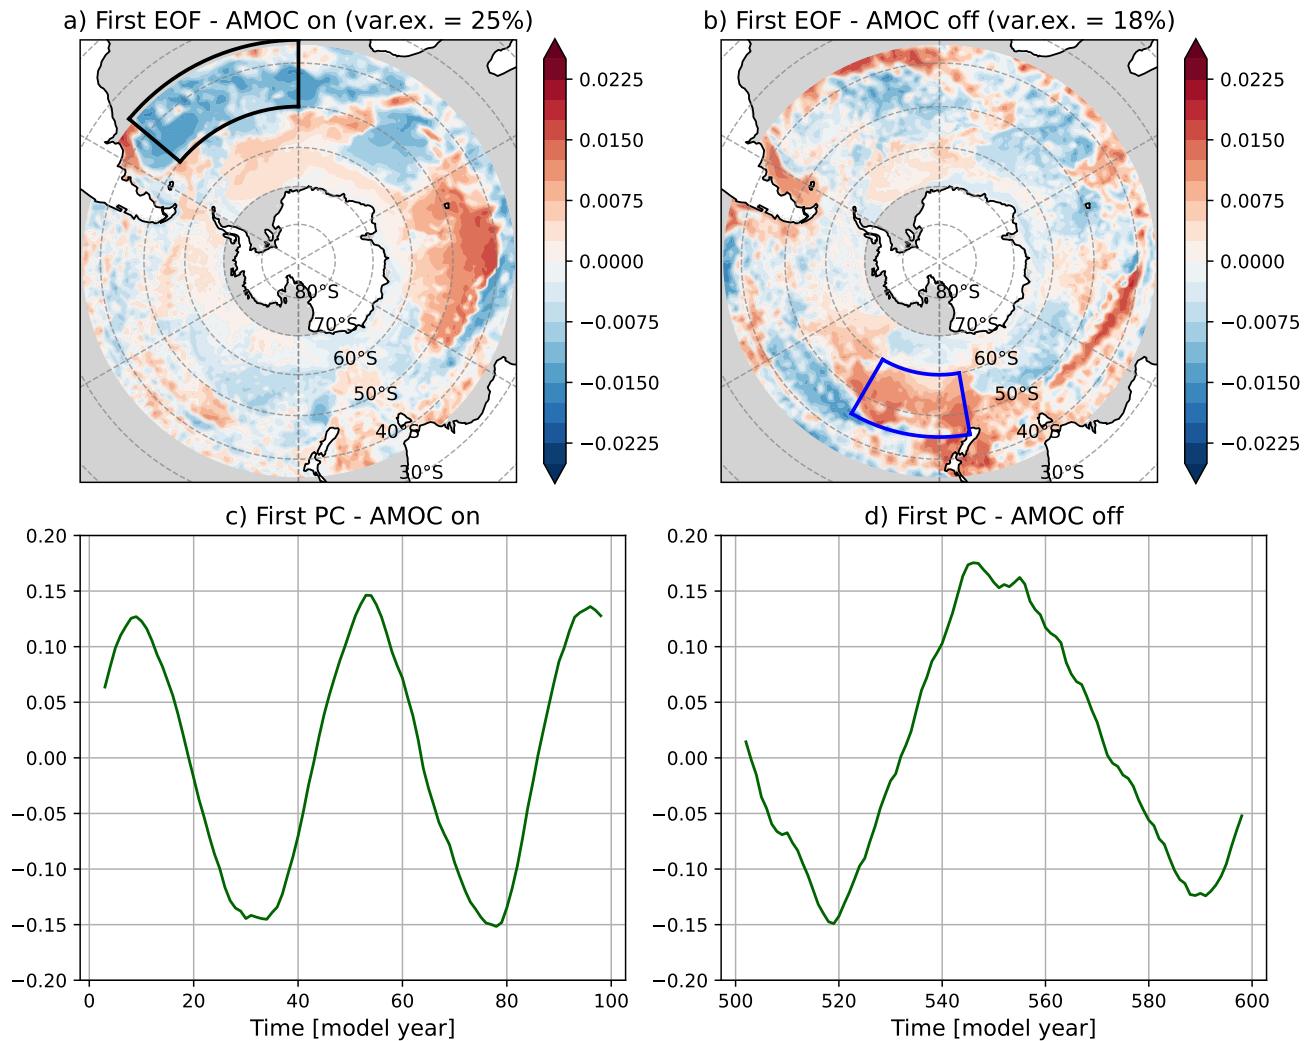 a) First EOF - AMOC on (var.ex. = 25%)
b) First EOF - AMOC off (var.ex. = 18%)
0.0225
0.0150
0.0075
0.0000
−0.0075
−0.0150
−0.0225
80°S
70°S
60°S
50°S
40°S
30°S
0.0225
0.0150
0.0075
0.0000
−0.0075
−0.0150
−0.0225
80°S
70°S
60°S
50°S
40°S
30°S
c) First PC - AMOC on
0.20
0.15
0.10
0.05
0.00
−0.05
−0.10
−0.15
−0.20
0 20 40 60 80 100
Time [model year]
d) First PC - AMOC off
0.20
0.15
0.10
0.05
0.00
−0.05
−0.10
−0.15
−0.20
500 520 540 560 580 600
Time [model year]